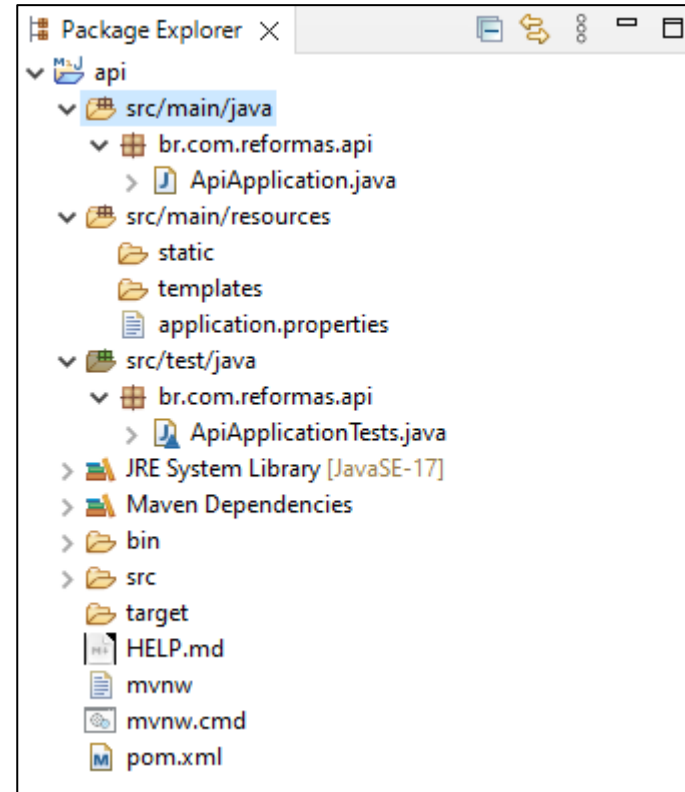 Package Explorer
api
src/main/java
br.com.reformas.api
ApiApplication.java
src/main/resources
static
templates
application.properties
src/test/java
br.com.reformas.api
ApiApplicationTests.java
JRE System Library [JavaSE-17]
Maven Dependencies
bin
src
target
HELP.md
mvnw
mvnw.cmd
pom.xml